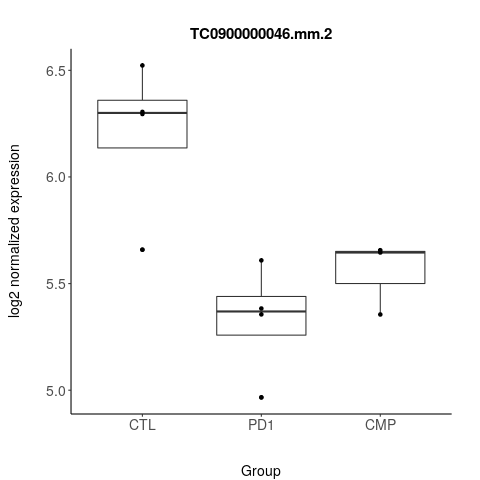 TC0900000046.mm.2
log2 normalized expression
6.5
6.0
5.5
5.0
CTL PD1 CMP
Group